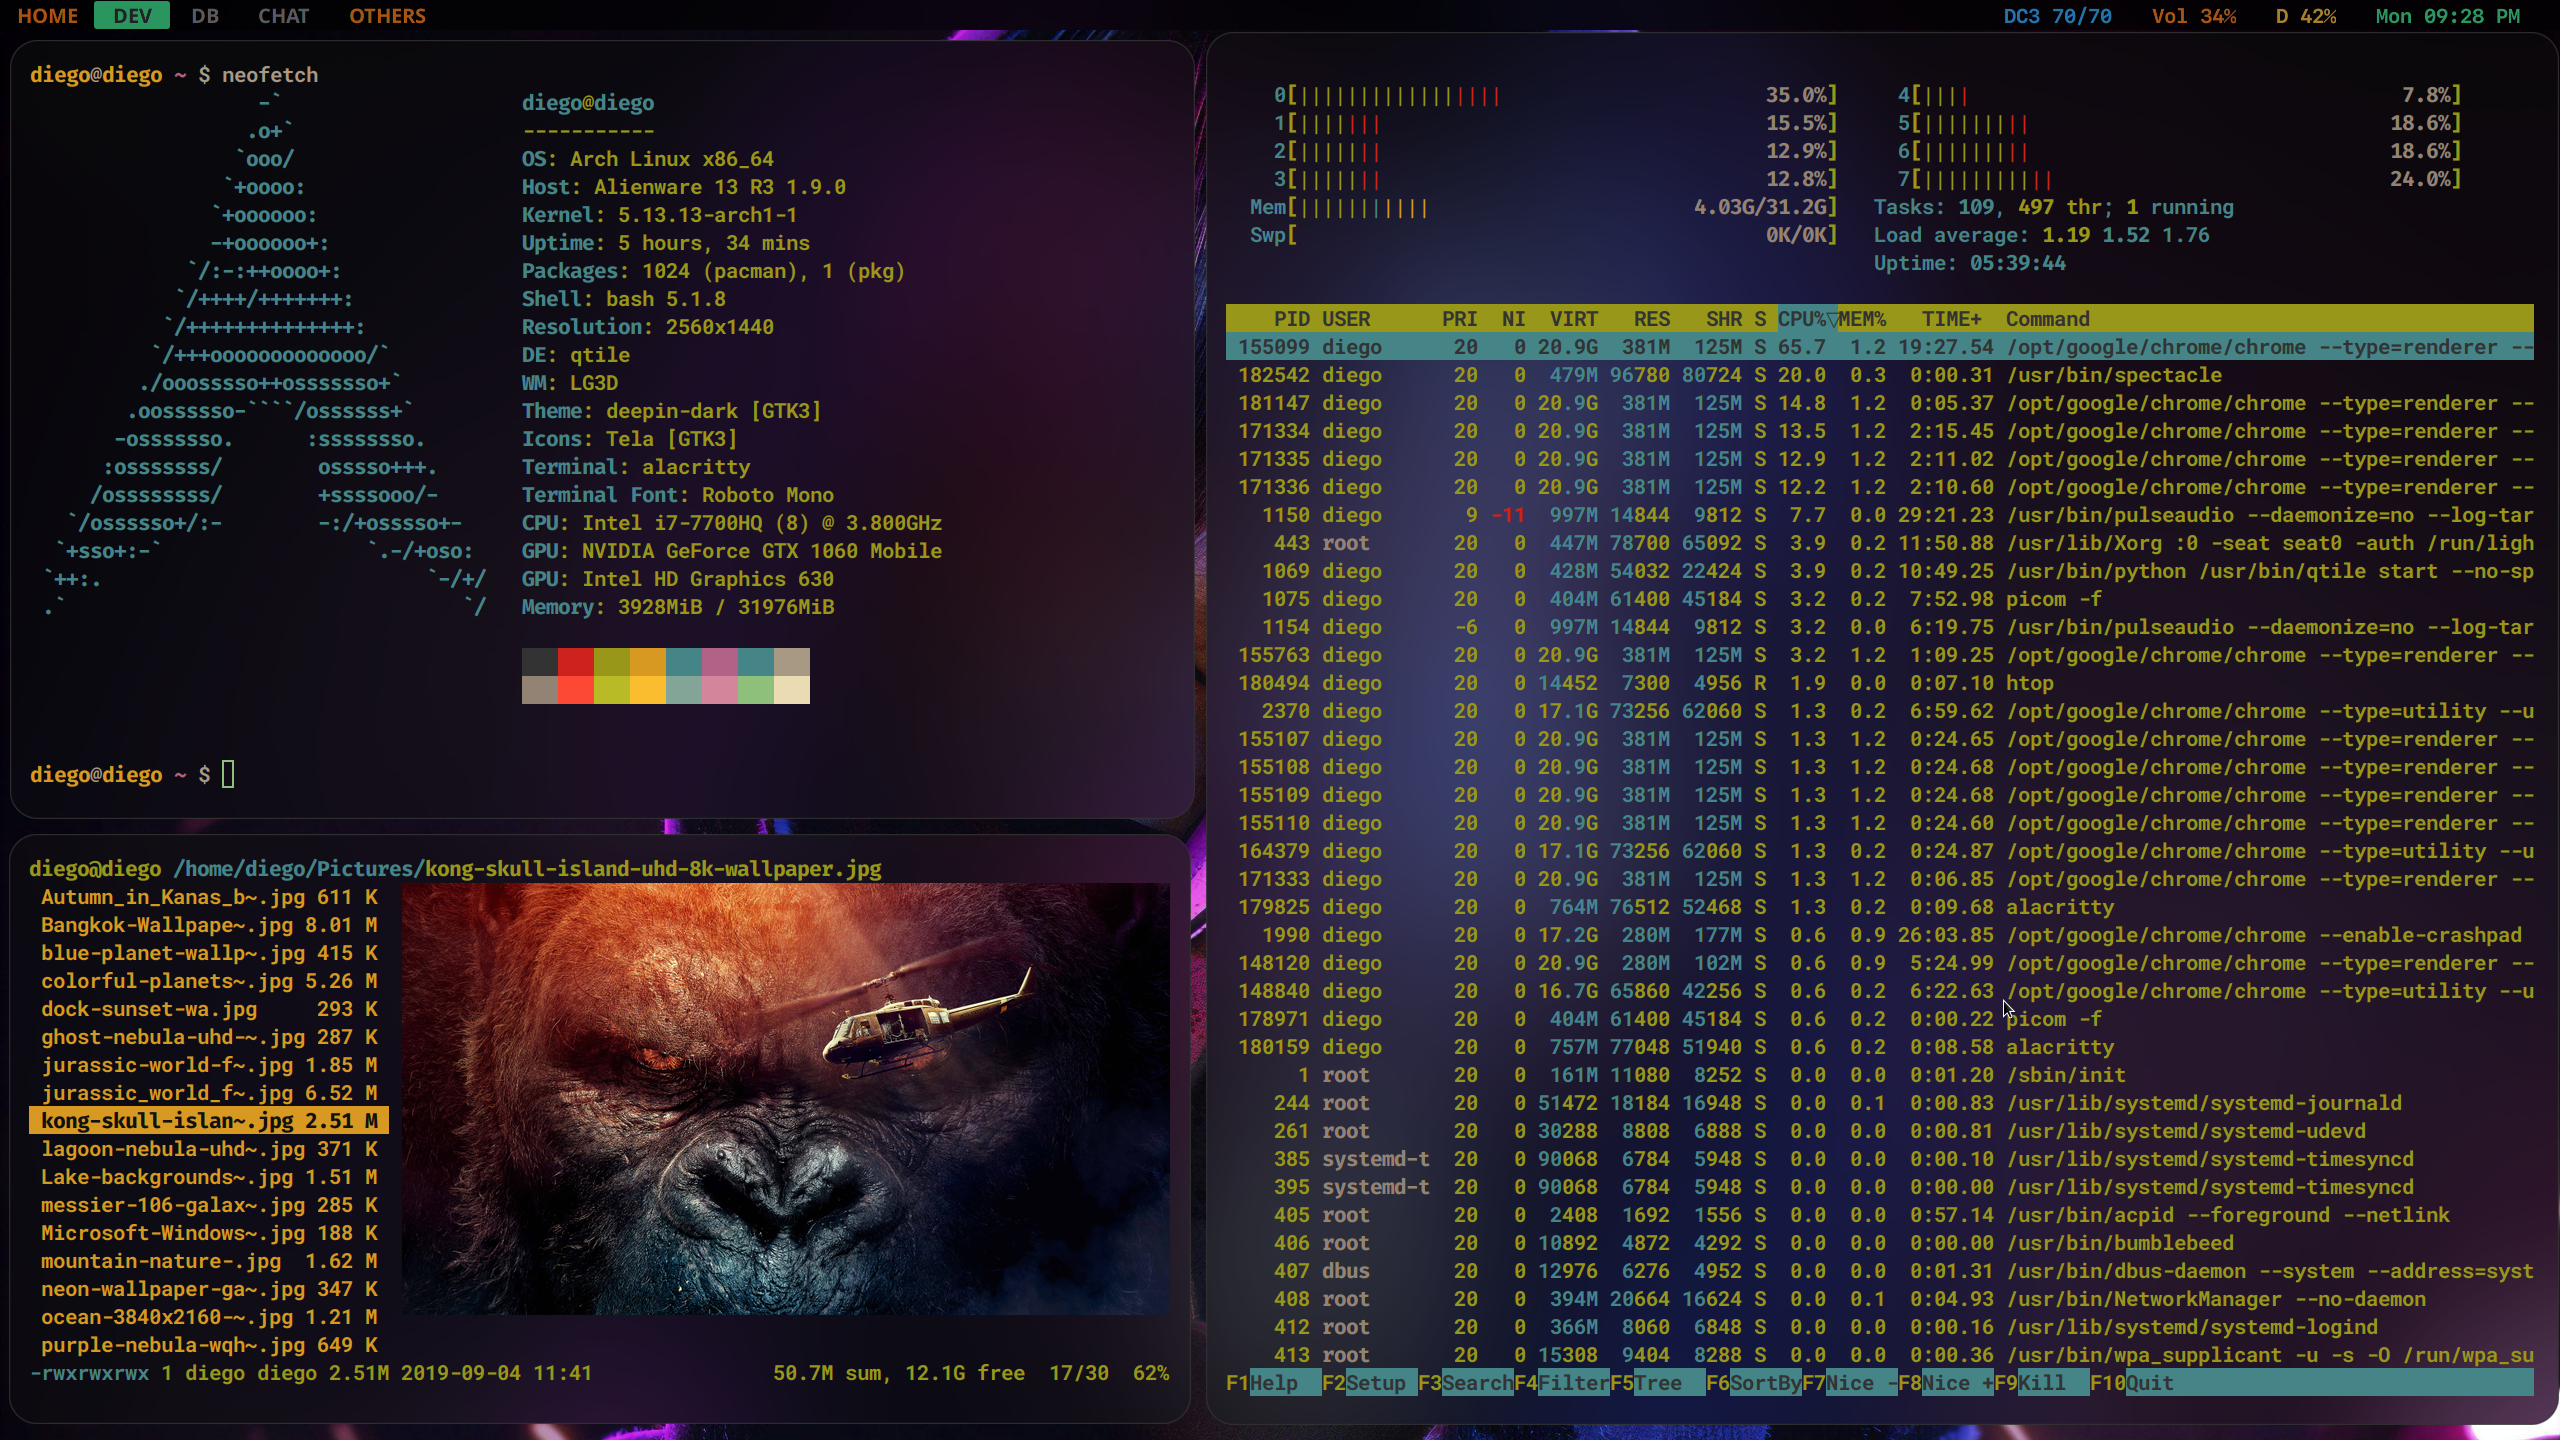 HOME DEV DB CHAT OTHERS DC3 70/70 Vol 34% D 42% Mon 09:28 PM
diego@diego ~ $ neofetch
-`
.o+`
`ooo/
`+oooo:
`+oooooo:
-+oooooo+:
`/:-:++oooo+:
`/++++/+++++++:
`/++++++++++++++:
`/+++ooooooooooooo/`
./ooosssso++osssssso+`
.oossssso-````/ossssss+`
-osssssso. :ssssssso.
:osssssss/ osssso+++.
/ossssssss/ +ssssooo/-
`/ossssso+/:- -:/+osssso+-
`+sso+:-` `.-/+oso:
`++:. `-/+/
.` `/
diego@diego
-----------
OS: Arch Linux x86_64
Host: Alienware 13 R3 1.9.0
Kernel: 5.13.13-arch1-1
Uptime: 5 hours, 34 mins
Packages: 1024 (pacman), 1 (pkg)
Shell: bash 5.1.8
Resolution: 2560x1440
DE: qtile
WM: LG3D
Theme: deepin-dark [GTK3]
Icons: Tela [GTK3]
Terminal: alacritty
Terminal Font: Roboto Mono
CPU: Intel i7-7700HQ (8) @ 3.800GHz
GPU: NVIDIA GeForce GTX 1060 Mobile
GPU: Intel HD Graphics 630
Memory: 3928MiB / 31976MiB
diego@diego ~ $
diego@diego /home/diego/Pictures/kong-skull-island-uhd-8k-wallpaper.jpg
Autumn_in_Kanas_b~.jpg 611 K
Bangkok-Wallpape~.jpg 8.01 M
blue-planet-wallp~.jpg 415 K
colorful-planets~.jpg 5.26 M
dock-sunset-wa.jpg 293 K
ghost-nebula-uhd-~.jpg 287 K
jurassic-world-f~.jpg 1.85 M
jurassic_world_f~.jpg 6.52 M
kong-skull-islan~.jpg 2.51 M
lagoon-nebula-uhd~.jpg 371 K
Lake-backgrounds~.jpg 1.51 M
messier-106-galax~.jpg 285 K
Microsoft-Windows~.jpg 188 K
mountain-nature-.jpg 1.62 M
neon-wallpaper-ga~.jpg 347 K
ocean-3840x2160-~.jpg 1.21 M
purple-nebula-wqh~.jpg 649 K
-rwxrwxrwx 1 diego diego 2.51M 2019-09-04 11:41 50.7M sum, 12.1G free 17/30 62%
0[|||||||||||||||||35.0%] 4[||||7.8%]
1[|||||||15.5%] 5[|||||||||18.6%]
2[|||||||12.9%] 6[|||||||||18.6%]
3[|||||||12.8%] 7[|||||||||||24.0%]
Mem[|||||||||||4.03G/31.2G] Tasks: 109, 497 thr; 1 running
Swp[0K/0K] Load average: 1.19 1.52 1.76
Uptime: 05:39:44
PID USER PRI NI VIRT RES SHR S CPU%▽MEM% TIME+ Command
155099 diego 20 0 20.9G 381M 125M S 65.7 1.2 19:27.54 /opt/google/chrome/chrome --type=renderer --
182542 diego 20 0 479M 96780 80724 S 20.0 0.3 0:00.31 /usr/bin/spectacle
181147 diego 20 0 20.9G 381M 125M S 14.8 1.2 0:05.37 /opt/google/chrome/chrome --type=renderer --
171334 diego 20 0 20.9G 381M 125M S 13.5 1.2 2:15.45 /opt/google/chrome/chrome --type=renderer --
171335 diego 20 0 20.9G 381M 125M S 12.9 1.2 2:11.02 /opt/google/chrome/chrome --type=renderer --
171336 diego 20 0 20.9G 381M 125M S 12.2 1.2 2:10.60 /opt/google/chrome/chrome --type=renderer --
1150 diego 9 -11 997M 14844 9812 S 7.7 0.0 29:21.23 /usr/bin/pulseaudio --daemonize=no --log-tar
443 root 20 0 447M 78700 65092 S 3.9 0.2 11:50.88 /usr/lib/Xorg :0 -seat seat0 -auth /run/ligh
1069 diego 20 0 428M 54032 22424 S 3.9 0.2 10:49.25 /usr/bin/python /usr/bin/qtile start --no-sp
1075 diego 20 0 404M 61400 45184 S 3.2 0.2 7:52.98 picom -f
1154 diego -6 0 997M 14844 9812 S 3.2 0.0 6:19.75 /usr/bin/pulseaudio --daemonize=no --log-tar
155763 diego 20 0 20.9G 381M 125M S 3.2 1.2 1:09.25 /opt/google/chrome/chrome --type=renderer --
180494 diego 20 0 14452 7300 4956 R 1.9 0.0 0:07.10 htop
2370 diego 20 0 17.1G 73256 62060 S 1.3 0.2 6:59.62 /opt/google/chrome/chrome --type=utility --u
155107 diego 20 0 20.9G 381M 125M S 1.3 1.2 0:24.65 /opt/google/chrome/chrome --type=renderer --
155108 diego 20 0 20.9G 381M 125M S 1.3 1.2 0:24.68 /opt/google/chrome/chrome --type=renderer --
155109 diego 20 0 20.9G 381M 125M S 1.3 1.2 0:24.68 /opt/google/chrome/chrome --type=renderer --
155110 diego 20 0 20.9G 381M 125M S 1.3 1.2 0:24.60 /opt/google/chrome/chrome --type=renderer --
164379 diego 20 0 17.1G 73256 62060 S 1.3 0.2 0:24.87 /opt/google/chrome/chrome --type=utility --u
171333 diego 20 0 20.9G 381M 125M S 1.3 1.2 0:06.85 /opt/google/chrome/chrome --type=renderer --
179825 diego 20 0 764M 76512 52468 S 1.3 0.2 0:09.68 alacritty
1990 diego 20 0 17.2G 280M 177M S 0.6 0.9 26:03.85 /opt/google/chrome/chrome --enable-crashpad
148120 diego 20 0 20.9G 280M 102M S 0.6 0.9 5:24.99 /opt/google/chrome/chrome --type=renderer --
148840 diego 20 0 16.7G 65860 42256 S 0.6 0.2 6:22.63 /opt/google/chrome/chrome --type=utility --u
178971 diego 20 0 404M 61400 45184 S 0.6 0.2 0:00.22 picom -f
180159 diego 20 0 757M 77048 51940 S 0.6 0.2 0:08.58 alacritty
1 root 20 0 161M 11080 8252 S 0.0 0.0 0:01.20 /sbin/init
244 root 20 0 51472 18184 16948 S 0.0 0.1 0:00.83 /usr/lib/systemd/systemd-journald
261 root 20 0 30288 8808 6888 S 0.0 0.0 0:00.81 /usr/lib/systemd/systemd-udevd
385 systemd-t 20 0 90068 6784 5948 S 0.0 0.0 0:00.10 /usr/lib/systemd/systemd-timesyncd
395 systemd-t 20 0 90068 6784 5948 S 0.0 0.0 0:00.00 /usr/lib/systemd/systemd-timesyncd
405 root 20 0 2408 1692 1556 S 0.0 0.0 0:57.14 /usr/bin/acpid --foreground --netlink
406 root 20 0 10892 4872 4292 S 0.0 0.0 0:00.00 /usr/bin/bumblebeed
407 dbus 20 0 12976 6276 4952 S 0.0 0.0 0:01.31 /usr/bin/dbus-daemon --system --address=syst
408 root 20 0 394M 20664 16624 S 0.0 0.1 0:04.93 /usr/bin/NetworkManager --no-daemon
412 root 20 0 366M 8060 6848 S 0.0 0.0 0:00.16 /usr/lib/systemd/systemd-logind
413 root 20 0 15308 9404 8288 S 0.0 0.0 0:00.36 /usr/bin/wpa_supplicant -u -s -O /run/wpa_su
F1Help F2Setup F3SearchF4FilterF5Tree F6SortByF7Nice -F8Nice +F9Kill F10Quit